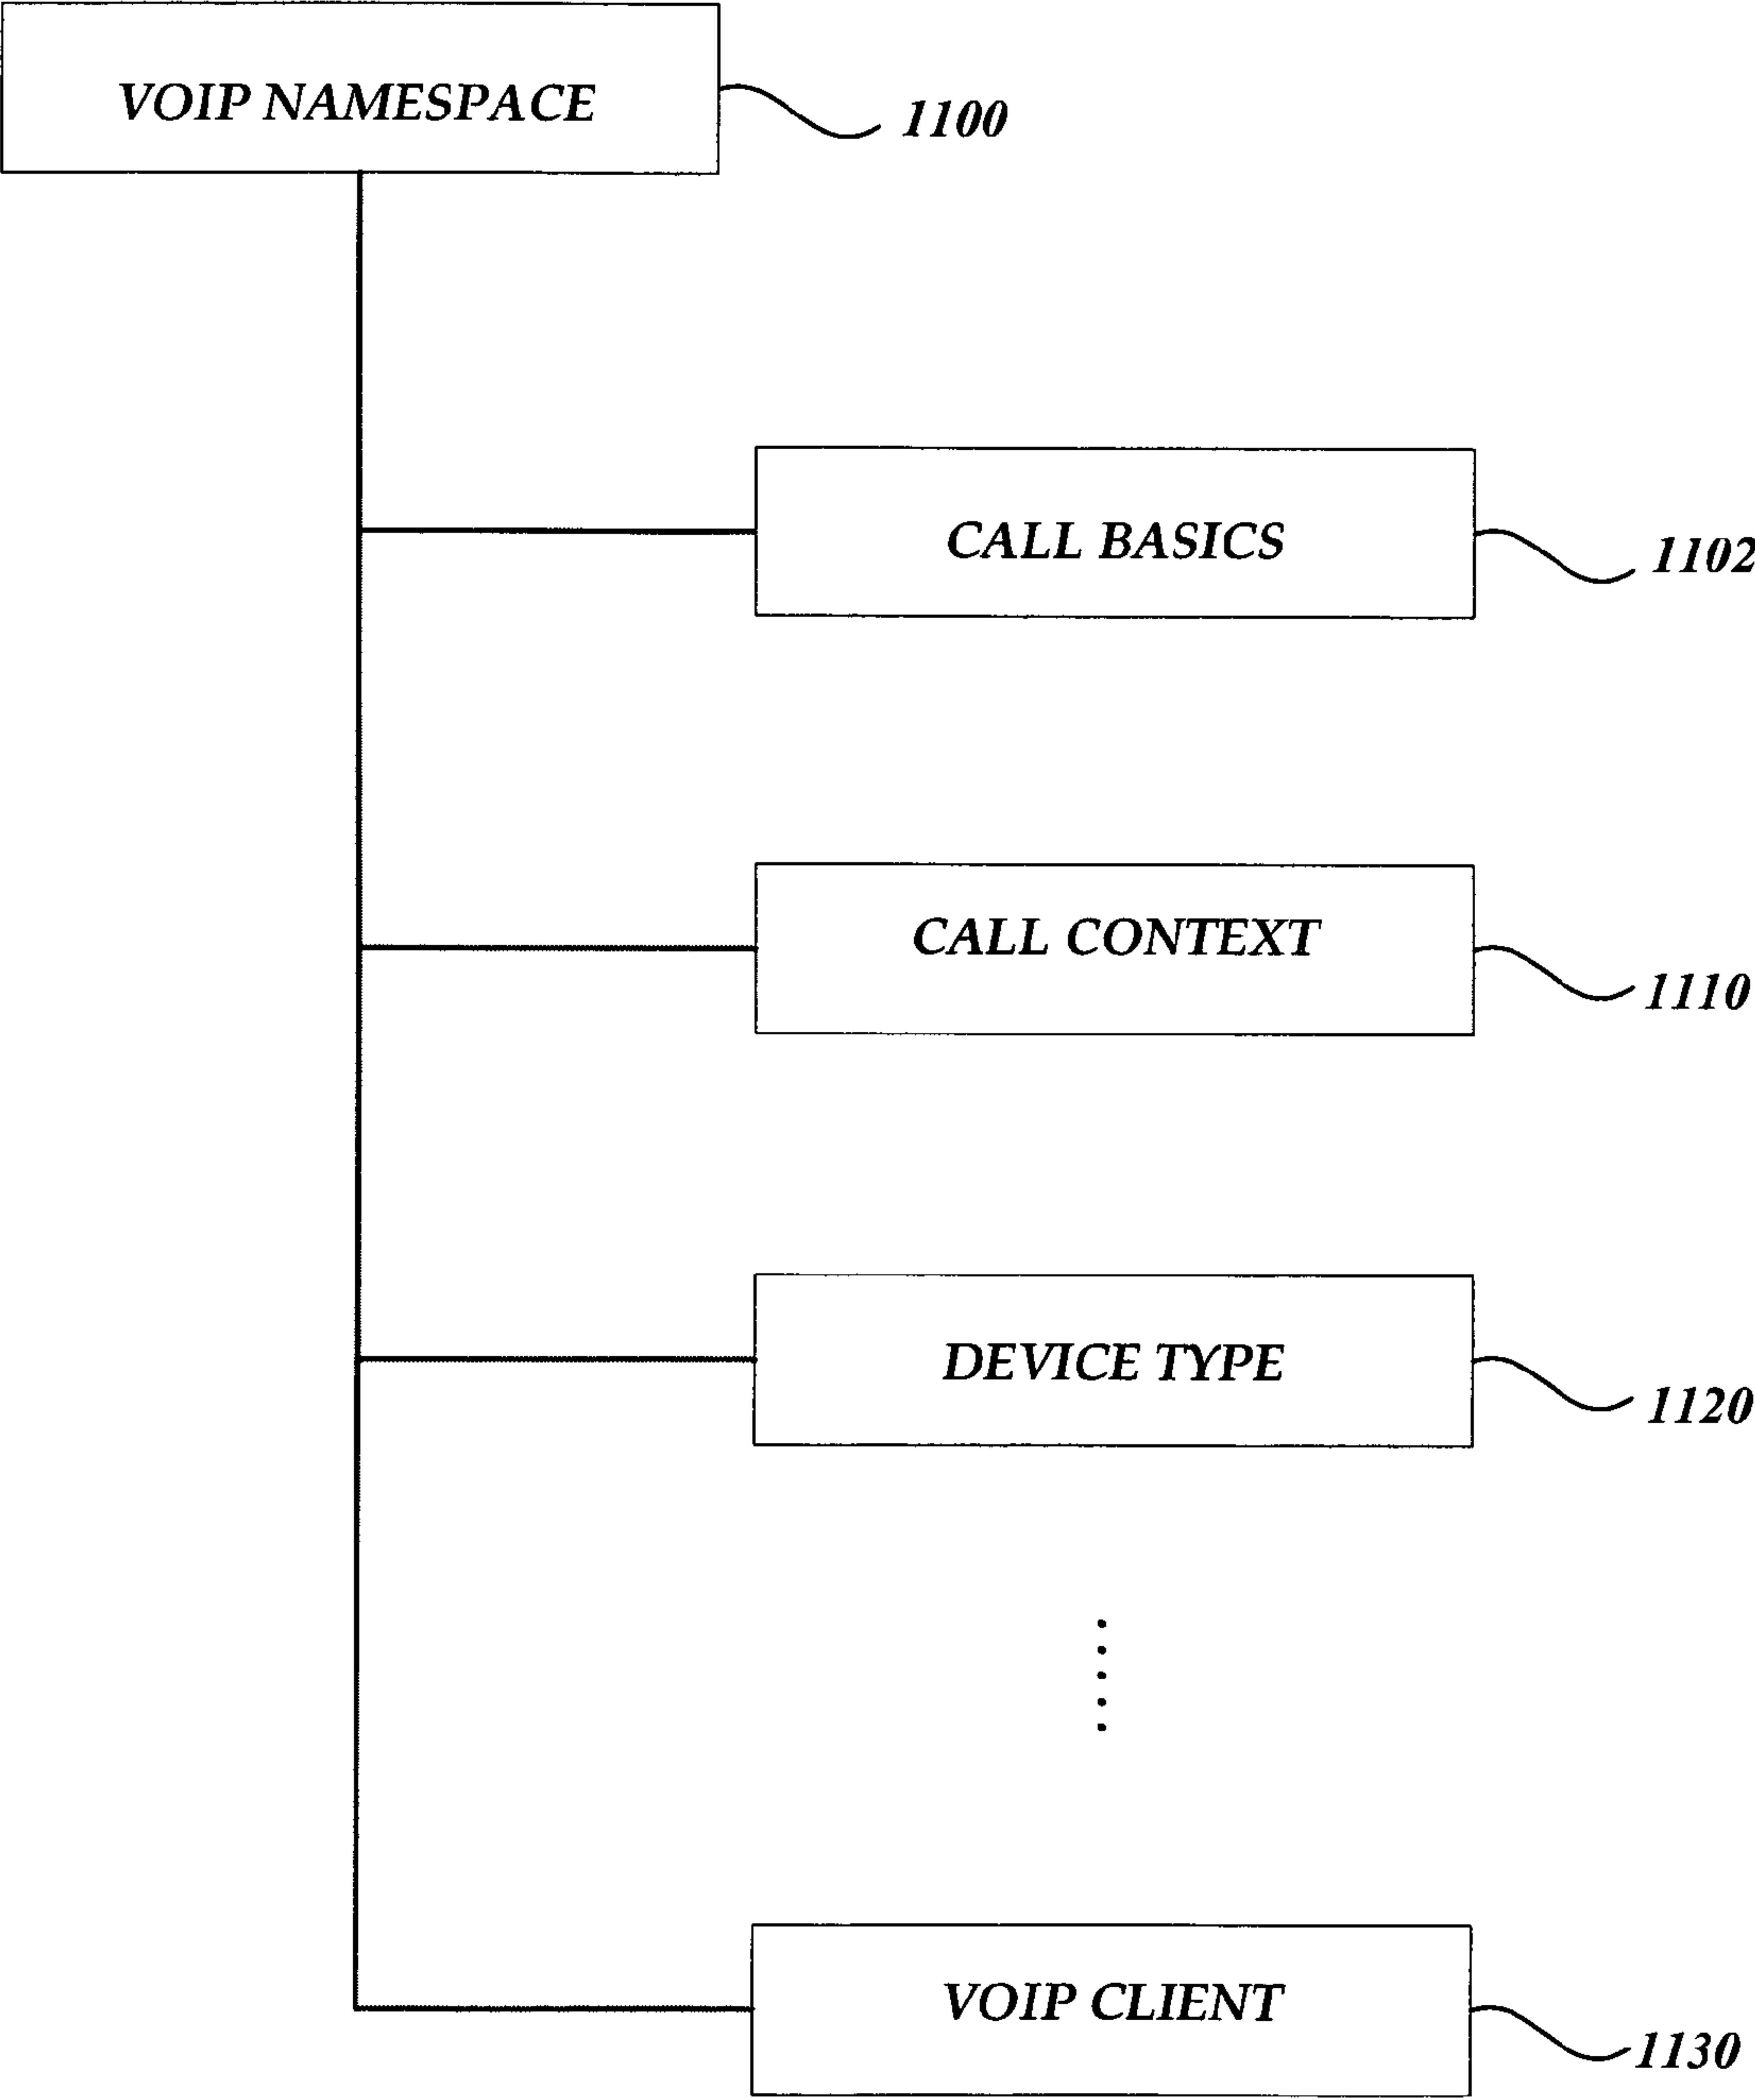 VOIP NAMESPACE
1100
CALL BASICS
1102
CALL CONTEXT
1110
DEVICE TYPE
1120
VOIP CLIENT
1130